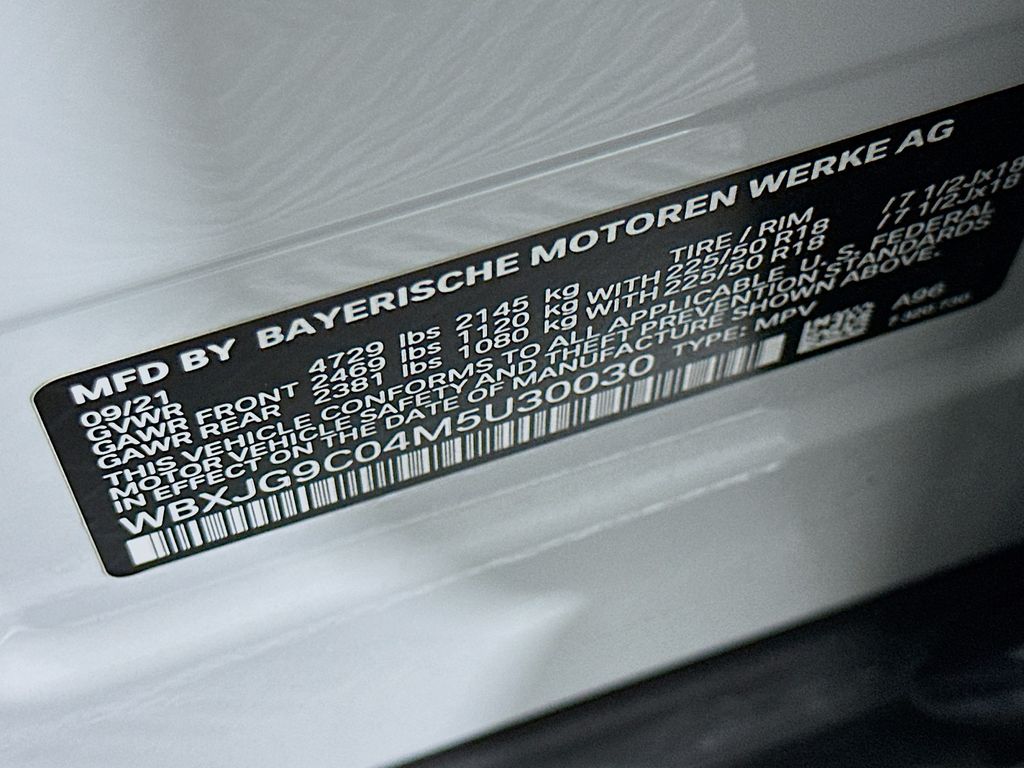 MFD BY BAYERISCHE MOTOREN WERKE AG
09/21 TIRE / RIM
GVWR 4729 lbs 2145 kg
GAWR FRONT 2469 lbs 1120 kg WITH 225/50 R18 / 7 1/2Jx18
GAWR REAR 2381 lbs 1080 kg WITH 225/50 R18 / 7 1/2Jx18
THIS VEHICLE CONFORMS TO ALL APPLICABLE U. S. FEDERAL
MOTOR VEHICLE SAFETY AND THEFT PREVENTION STANDARDS
IN EFFECT ON THE DATE OF MANUFACTURE SHOWN ABOVE.
WBXJG9C04M5U30030 TYPE: MPV
A96